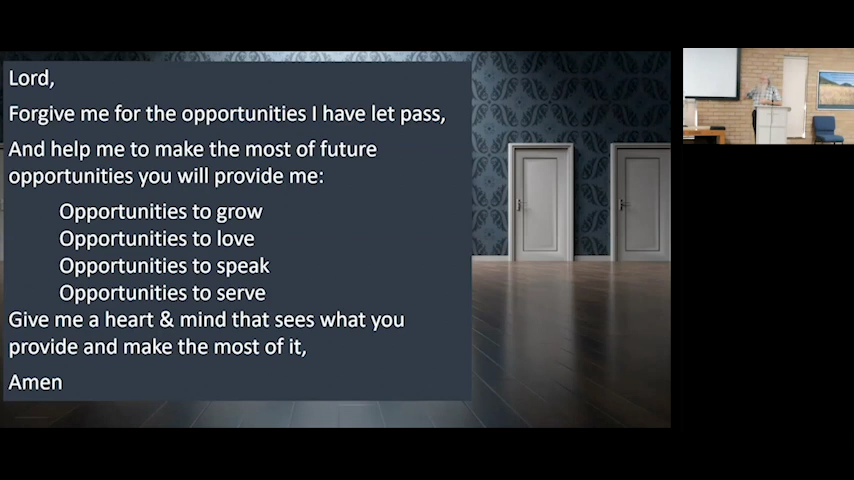 Lord,
Forgive me for the opportunities I have let pass,
And help me to make the most of future
opportunities you will provide me:
Opportunities to grow
Opportunities to love
Opportunities to speak
Opportunities to serve
Give me a heart & mind that sees what you
provide and make the most of it,
Amen